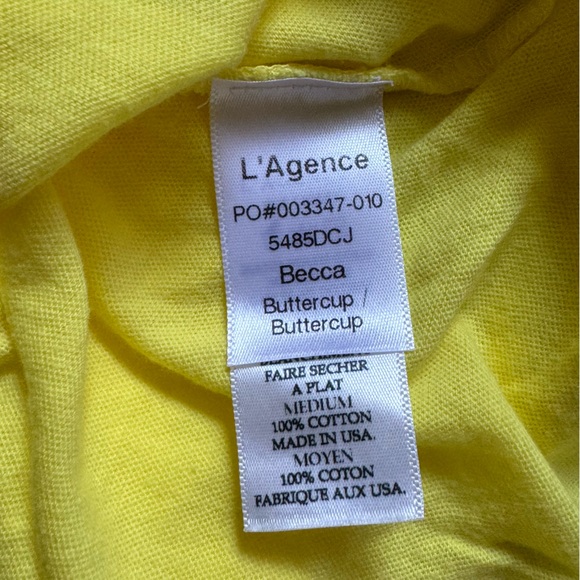 L'Agence
PO#003347-010
5485DCJ
Becca
Buttercup /
Buttercup
FAIRE SECHER
A PLAT
MEDIUM
100% COTTON
MADE IN USA.
MOYEN
100% COTON
FABRIQUE AUX USA.